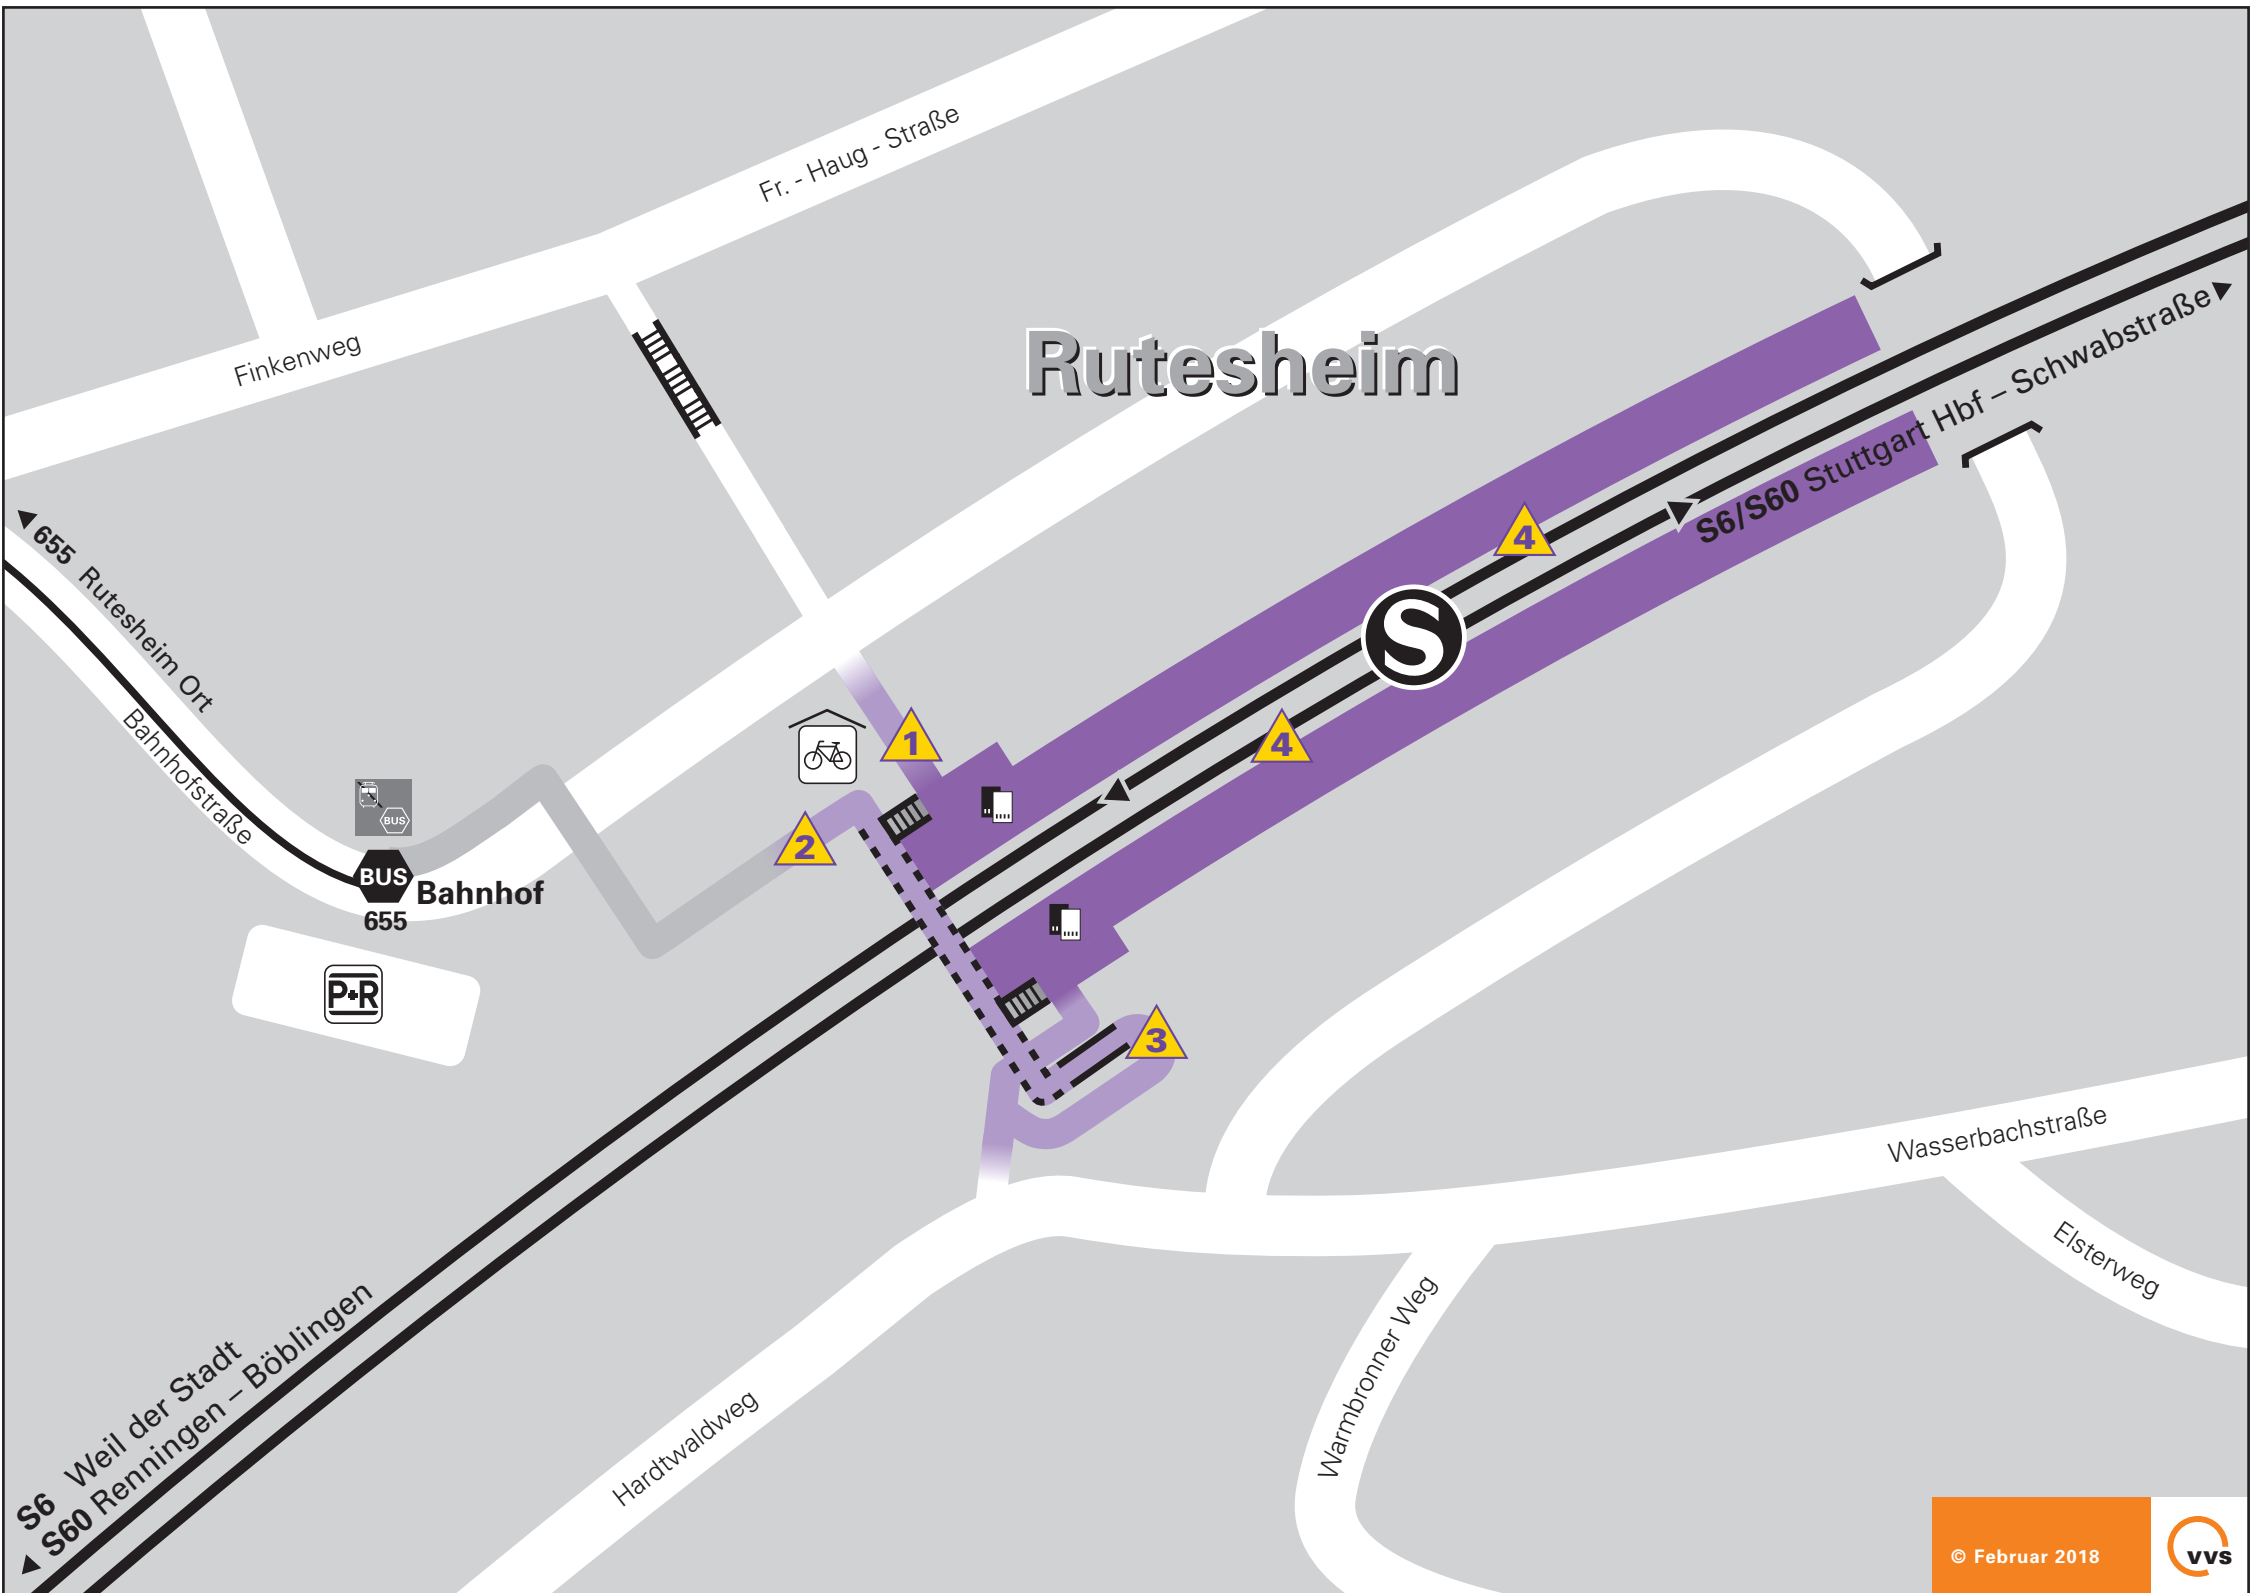 Fr. - Haug - Straße
Finkenweg
Rutesheim
S6/S60 Stuttgart Hbf – Schwabstraße
655 Rutesheim Ort
Bahnhofstraße
4
S
4
1
2
BUS
BUS
Bahnhof
655
P+R
3
Wasserbachstraße
Elsterweg
Warmbronner Weg
Hardtwaldweg
S6 Weil der Stadt
S60 Renningen – Böblingen
© Februar 2018
vvs